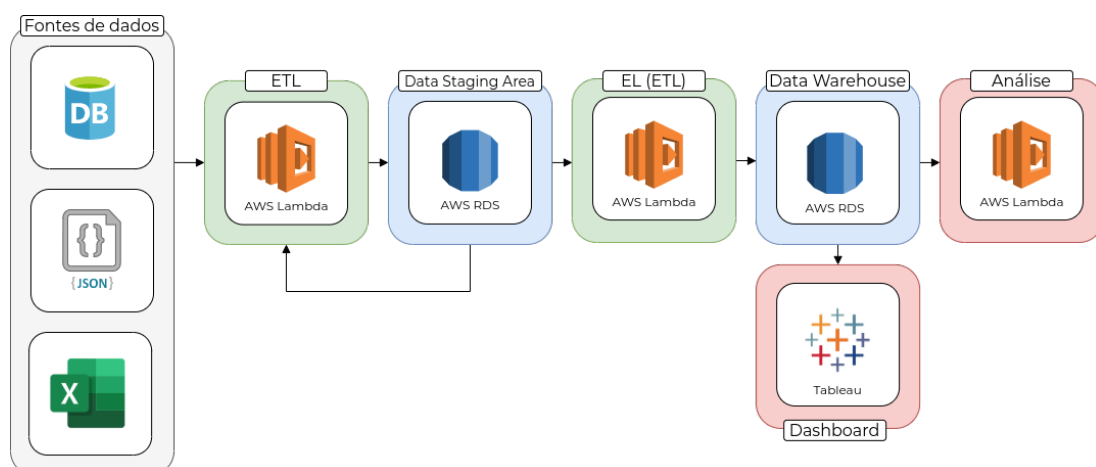 Fontes de dados
DB
{ }
{JSON}
X
ETL
AWS Lambda
Data Staging Area
AWS RDS
EL (ETL)
AWS Lambda
Data Warehouse
AWS RDS
Análise
AWS Lambda
Tableau
Dashboard